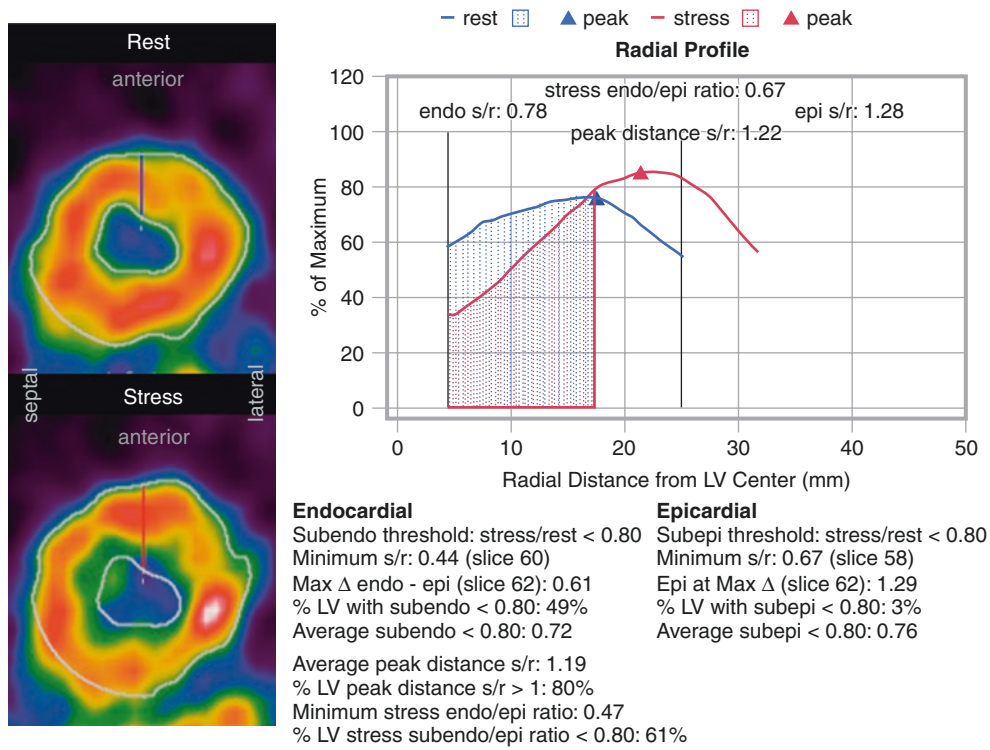 rest peak stress peak
Radial Profile
Rest
anterior
septal
lateral
Stress
anterior
120
100
80
60
40
20
0
% of Maximum
stress endo/epi ratio: 0.67
endo s/r: 0.78
epi s/r: 1.28
peak distance s/r: 1.22
0 10 20 30 40 50
Radial Distance from LV Center (mm)
Endocardial
Subendo threshold: stress/rest < 0.80
Minimum s/r: 0.44 (slice 60)
Max Δ endo - epi (slice 62): 0.61
% LV with subendo < 0.80: 49%
Average subendo < 0.80: 0.72
Average peak distance s/r: 1.19
% LV peak distance s/r > 1: 80%
Minimum stress endo/epi ratio: 0.47
% LV stress subendo/epi ratio < 0.80: 61%
Epicardial
Subepi threshold: stress/rest < 0.80
Minimum s/r: 0.67 (slice 58)
Epi at Max Δ (slice 62): 1.29
% LV with subepi < 0.80: 3%
Average subepi < 0.80: 0.76